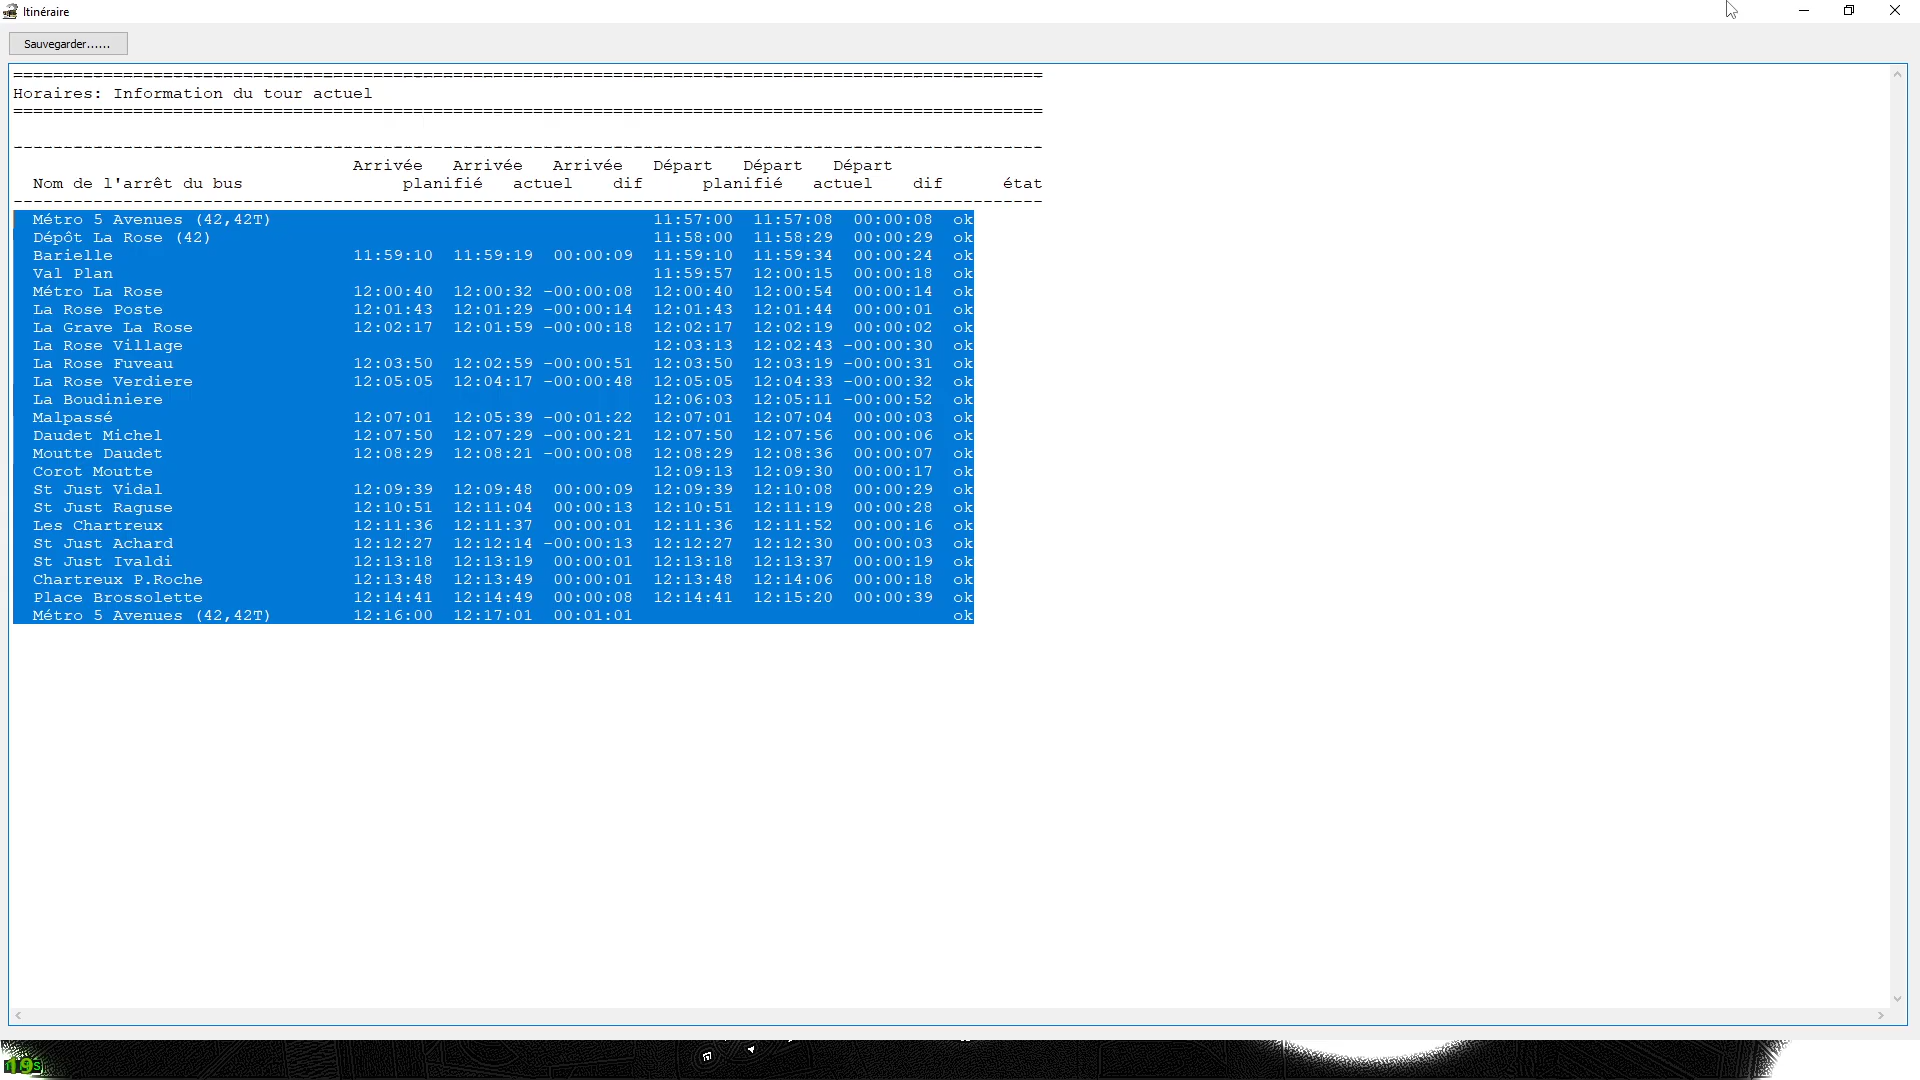 Itinéraire
Sauvegarder......
=======================================================================================================
Horaires: Information du tour actuel
=======================================================================================================
-------------------------------------------------------------------------------------------------------
Arrivée Arrivée Arrivée Départ Départ Départ
Nom de l'arrêt du bus planifié actuel dif planifié actuel dif état
-------------------------------------------------------------------------------------------------------
Métro 5 Avenues (42,42T) 11:57:00 11:57:08 00:00:08 ok
Dépôt La Rose (42) 11:58:00 11:58:29 00:00:29 ok
Barielle 11:59:10 11:59:19 00:00:09 11:59:10 11:59:34 00:00:24 ok
Val Plan 11:59:57 12:00:15 00:00:18 ok
Métro La Rose 12:00:40 12:00:32 -00:00:08 12:00:40 12:00:54 00:00:14 ok
La Rose Poste 12:01:43 12:01:29 -00:00:14 12:01:43 12:01:44 00:00:01 ok
La Grave La Rose 12:02:17 12:01:59 -00:00:18 12:02:17 12:02:19 00:00:02 ok
La Rose Village 12:03:13 12:02:43 -00:00:30 ok
La Rose Fuveau 12:03:50 12:02:59 -00:00:51 12:03:50 12:03:19 -00:00:31 ok
La Rose Verdiere 12:05:05 12:04:17 -00:00:48 12:05:05 12:04:33 -00:00:32 ok
La Boudiniere 12:06:03 12:05:11 -00:00:52 ok
Malpassé 12:07:01 12:05:39 -00:01:22 12:07:01 12:07:04 00:00:03 ok
Daudet Michel 12:07:50 12:07:29 -00:00:21 12:07:50 12:07:56 00:00:06 ok
Moutte Daudet 12:08:29 12:08:21 -00:00:08 12:08:29 12:08:36 00:00:07 ok
Corot Moutte 12:09:13 12:09:30 00:00:17 ok
St Just Vidal 12:09:39 12:09:48 00:00:09 12:09:39 12:10:08 00:00:29 ok
St Just Raguse 12:10:51 12:11:04 00:00:13 12:10:51 12:11:19 00:00:28 ok
Les Chartreux 12:11:36 12:11:37 00:00:01 12:11:36 12:11:52 00:00:16 ok
St Just Achard 12:12:27 12:12:14 -00:00:13 12:12:27 12:12:30 00:00:03 ok
St Just Ivaldi 12:13:18 12:13:19 00:00:01 12:13:18 12:13:37 00:00:19 ok
Chartreux P.Roche 12:13:48 12:13:49 00:00:01 12:13:48 12:14:06 00:00:18 ok
Place Brossolette 12:14:41 12:14:49 00:00:08 12:14:41 12:15:20 00:00:39 ok
Métro 5 Avenues (42,42T) 12:16:00 12:17:01 00:01:01 ok